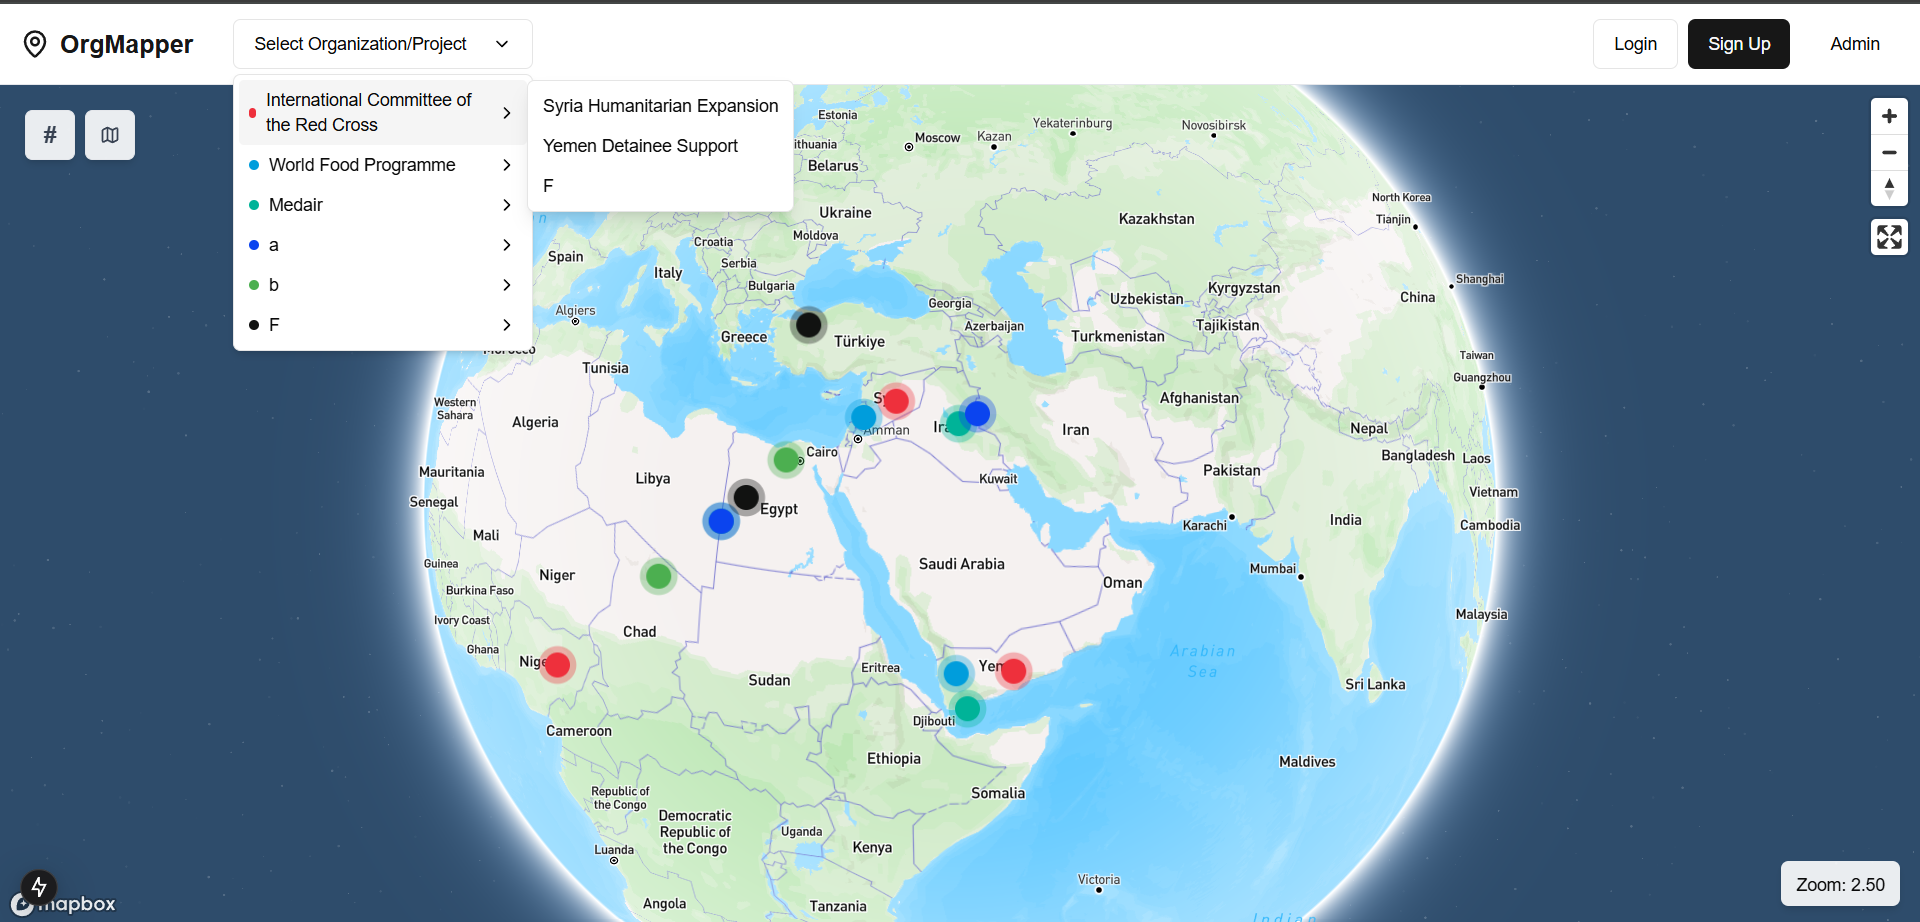 OrgMapper
Select Organization/Project
Login
Sign Up
Admin
International Committee of
the Red Cross
World Food Programme
Medair
a
b
F
Syria Humanitarian Expansion
Yemen Detainee Support
F
#
Estonia
Moscow
Kazan
Yekaterinburg
Novosibirsk
ithuania
Belarus
Ukraine
Moldova
Kazakhstan
North Korea
Tianjin
Croatia
Spain
Italy
Serbia
Bulgaria
Georgia
Azerbaijan
Uzbekistan
Kyrgyzstan
China
Shanghai
Algiers
Greece
Türkiye
Turkmenistan
Tajikistan
Morocco
Tunisia
Taiwan
Guangzhou
Western
Sahara
Algeria
Amman
Iran
Afghanistan
Nepal
Cairo
Bangladesh
Laos
Mauritania
Libya
Kuwait
Pakistan
Vietnam
Senegal
Egypt
Karachi
India
Cambodia
Mali
Guinea
Niger
Saudi Arabia
Oman
Mumbai
Burkina Faso
Ivory Coast
Malaysia
Chad
Ghana
Nige
Eritrea
Yem
Arabian
Sea
Sudan
Sri Lanka
Djibouti
Cameroon
Ethiopia
Maldives
Republic of
the Congo
Somalia
Democratic
Republic of
the Congo
Uganda
Luanda
Kenya
Victoria
Angola
Tanzania
Indian
mapbox
Zoom: 2.50